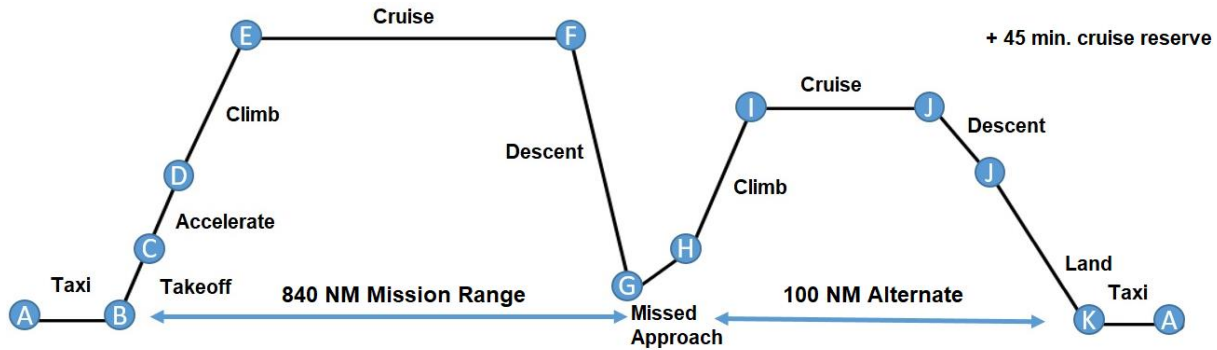 Cruise
E
F
+ 45 min. cruise reserve
Cruise
I
J
Climb
Descent
Descent
D
J
Climb
Accelerate
C
H
Taxi
Takeoff
G
Land
840 NM Mission Range
100 NM Alternate
Taxi
A
B
Missed
Approach
K
A